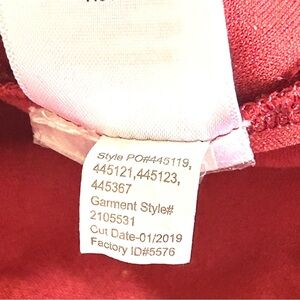 Style PO#445119,
445121,445123,
445367
Garment Style#
2105531
Cut Date-01/2019
Factory ID#5576